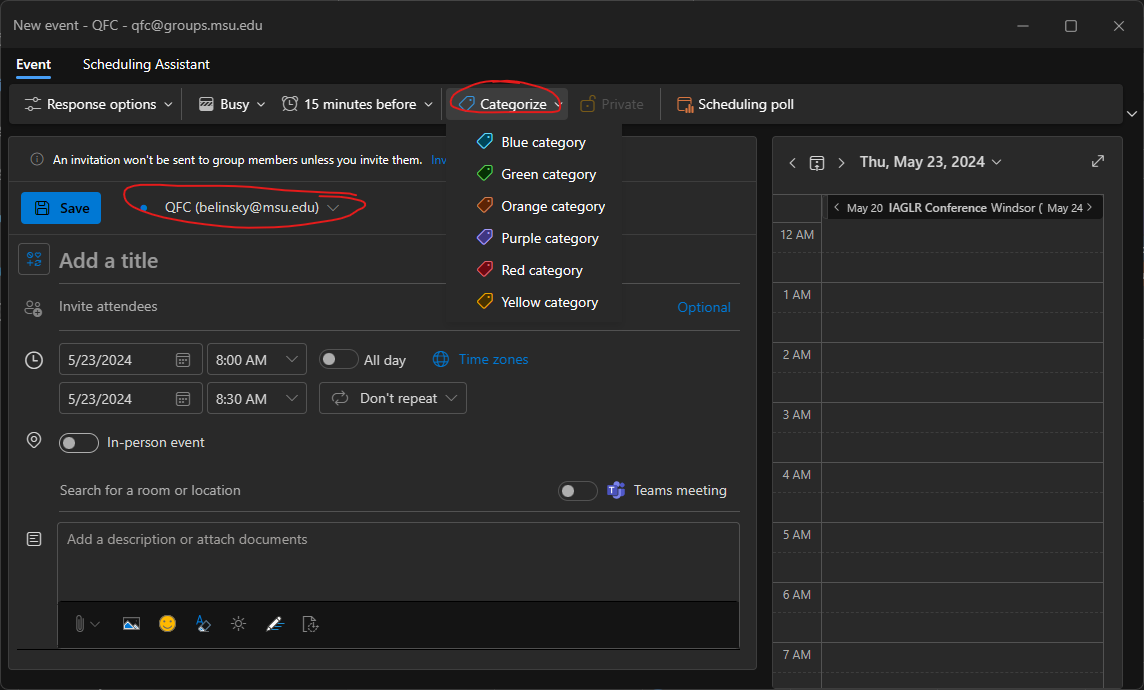 New event - QFC - qfc@groups.msu.edu
Event Scheduling Assistant
Response options Busy 15 minutes before Categorize Private Scheduling poll
Blue category
Green category
Orange category
Purple category
Red category
Yellow category
An invitation won't be sent to group members unless you invite them. Inv
Save QFC (belinsky@msu.edu)
Add a title
Invite attendees Optional
5/23/2024 8:00 AM All day Time zones
5/23/2024 8:30 AM Don't repeat
In-person event
Search for a room or location Teams meeting
Add a description or attach documents
Thu, May 23, 2024
May 20 IAGLR Conference Windsor ( May 24
12 AM
1 AM
2 AM
3 AM
4 AM
5 AM
6 AM
7 AM